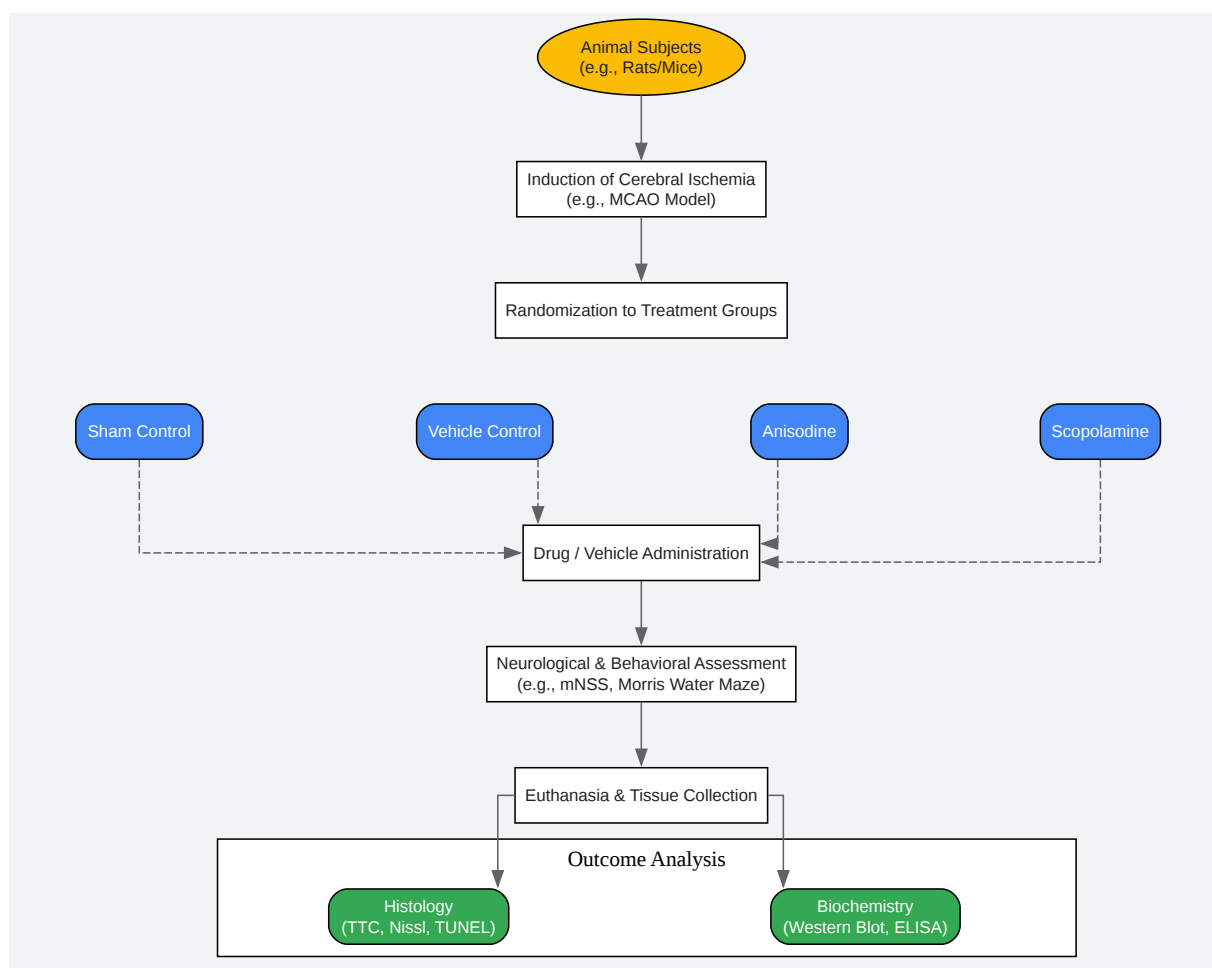 Animal Subjects
(e.g., Rats/Mice)
Induction of Cerebral Ischemia
(e.g., MCAO Model)
Randomization to Treatment Groups
Sham Control
Vehicle Control
Anisodine
Scopolamine
Drug / Vehicle Administration
Neurological & Behavioral Assessment
(e.g., mNSS, Morris Water Maze)
Euthanasia & Tissue Collection
Outcome Analysis
Histology
(TTC, Nissl, TUNEL)
Biochemistry
(Western Blot, ELISA)